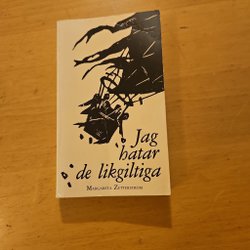 Jag
hatar
de likgiltiga
Margareta Zetterström